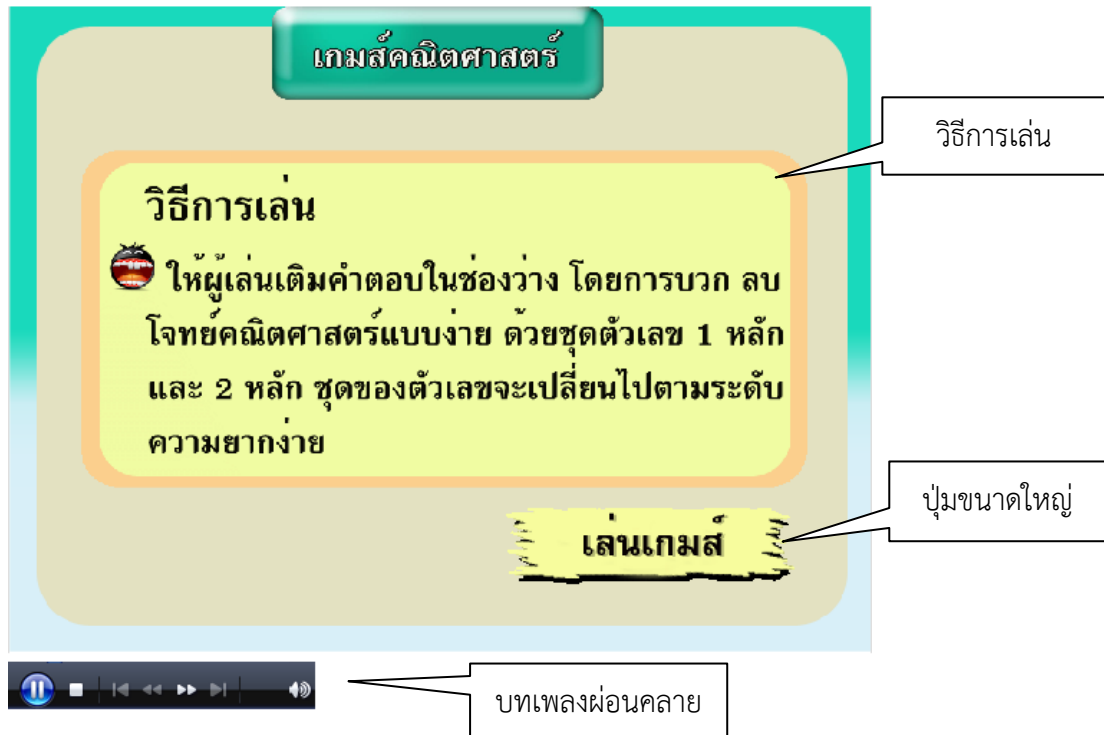 เกมส์คณิตศาสตร์
วิธีการเล่น
วิธีการเล่น
ให้ผู้เล่นเติมคำตอบในช่องว่าง โดยการบวก ลบ
โจทย์คณิตศาสตร์แบบง่าย ด้วยชุดตัวเลข 1 หลัก
และ 2 หลัก ชุดของตัวเลขจะเปลี่ยนไปตามระดับ
ความยากง่าย
ปุ่มขนาดใหญ่
เล่นเกมส์
บทเพลงผ่อนคลาย